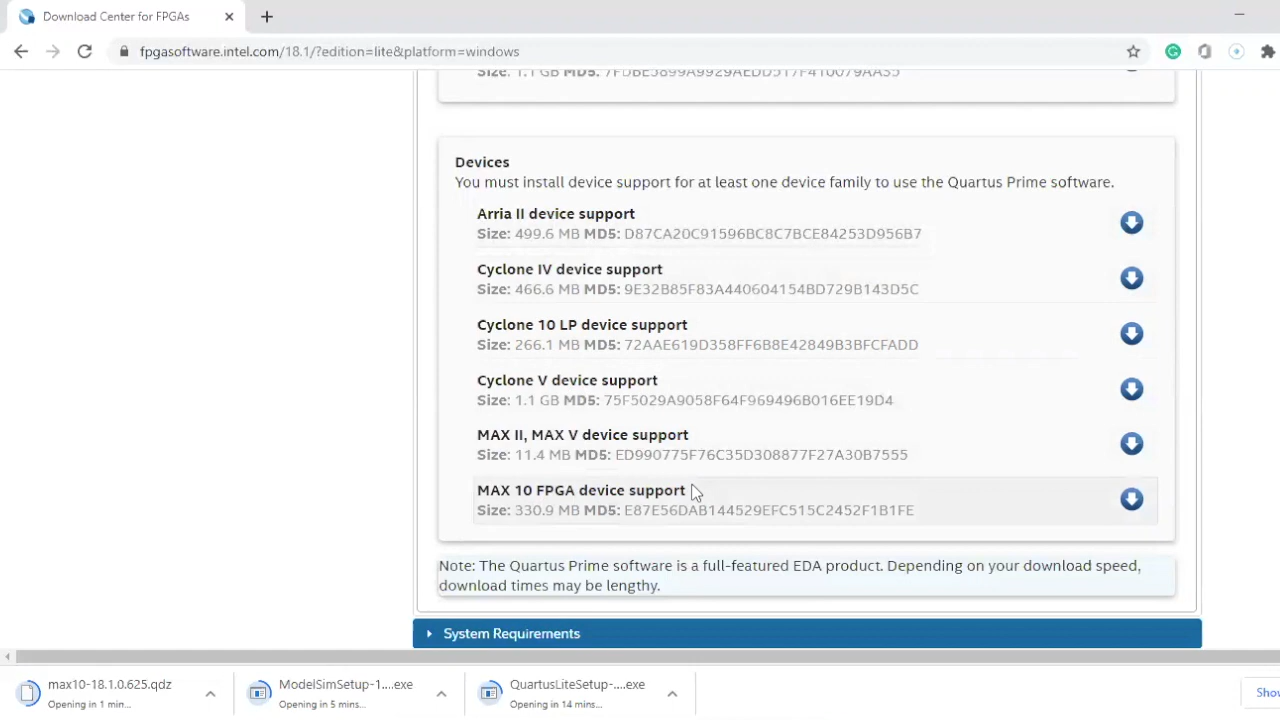 Download Center for FPGAs
fpgasoftware.intel.com/18.1/?edition=lite&platform=windows
Size: 1.1 GB MD5: 7FDBE5899A9929AEDD517F410079AA35
Devices
You must install device support for at least one device family to use the Quartus Prime software.
Arria II device support
Size: 499.6 MB MD5: D87CA20C91596BC8C7BCE84253D956B7
Cyclone IV device support
Size: 466.6 MB MD5: 9E32B85F83A440604154BD729B143D5C
Cyclone 10 LP device support
Size: 266.1 MB MD5: 72AAE619D358FF6B8E42849B3BFCFADD
Cyclone V device support
Size: 1.1 GB MD5: 75F5029A9058F64F969496B016EE19D4
MAX II, MAX V device support
Size: 11.4 MB MD5: ED990775F76C35D308877F27A30B7555
MAX 10 FPGA device support
Size: 330.9 MB MD5: E87E56DAB144529EFC515C2452F1B1FE
Note: The Quartus Prime software is a full-featured EDA product. Depending on your download speed,
download times may be lengthy.
System Requirements
max10-18.1.0.625.qdz
Opening in 1 min...
ModelSimSetup-1....exe
Opening in 5 mins...
QuartusLiteSetup-....exe
Opening in 14 mins...
Show